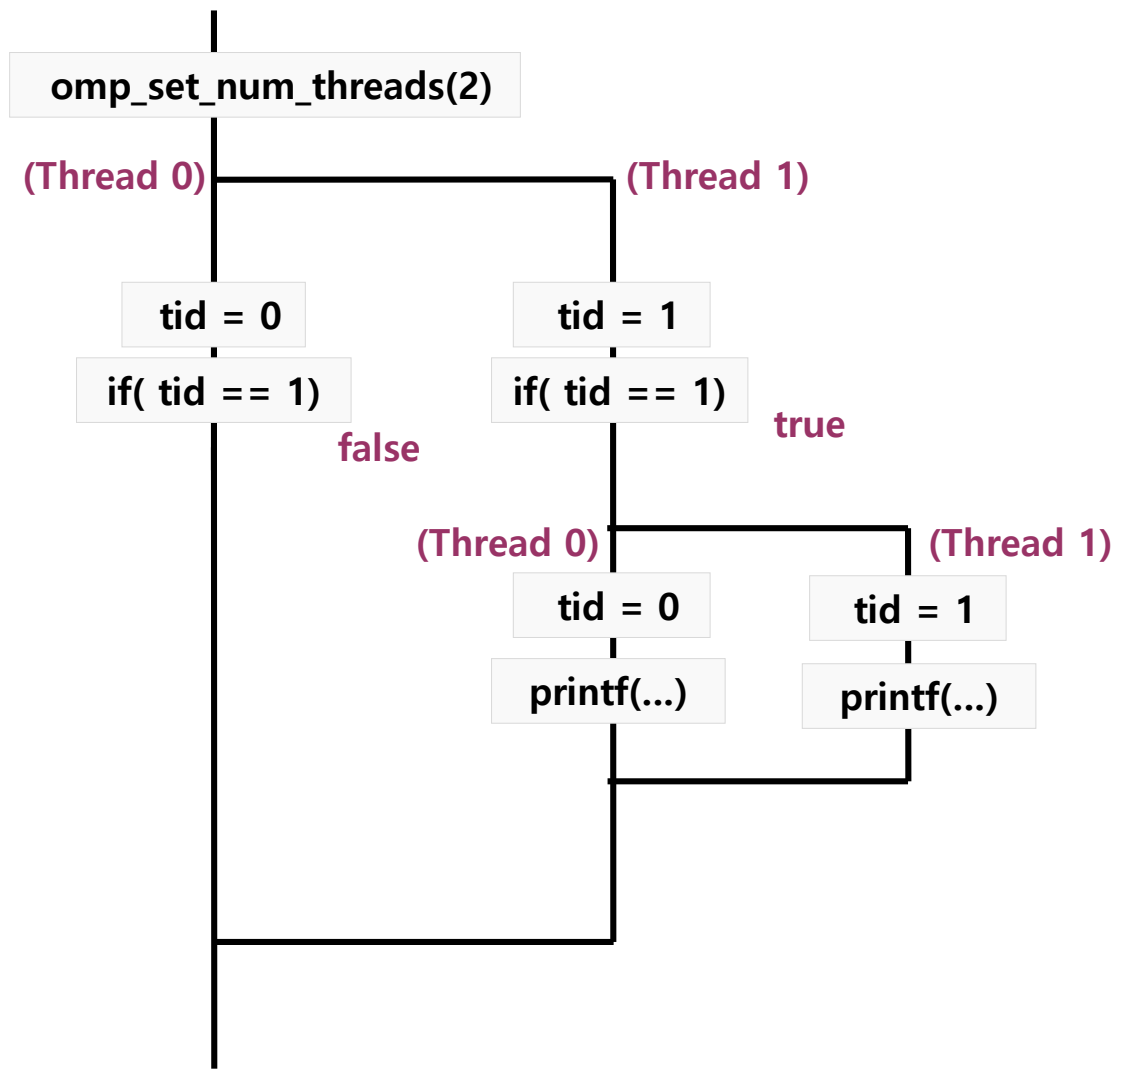 omp_set_num_threads(2)
(Thread 0)
(Thread 1)
tid = 0
tid = 1
if( tid == 1)
if( tid == 1)
false
true
(Thread 0)
(Thread 1)
tid = 0
tid = 1
printf(...)
printf(...)